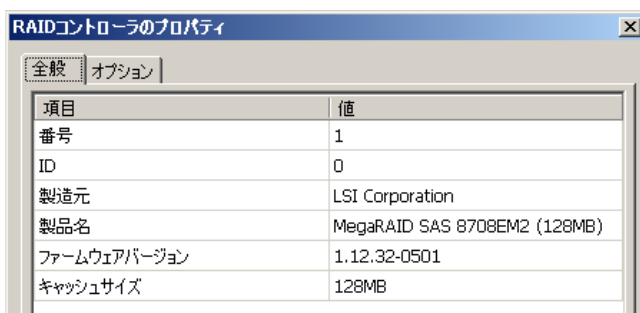 RAIDコントローラのプロパティ
全般 オプション
項目 値
番号 1
ID 0
製造元 LSI Corporation
製品名 MegaRAID SAS 8708EM2 (128MB)
ファームウェアバージョン 1.12.32-0501
キャッシュサイズ 128MB